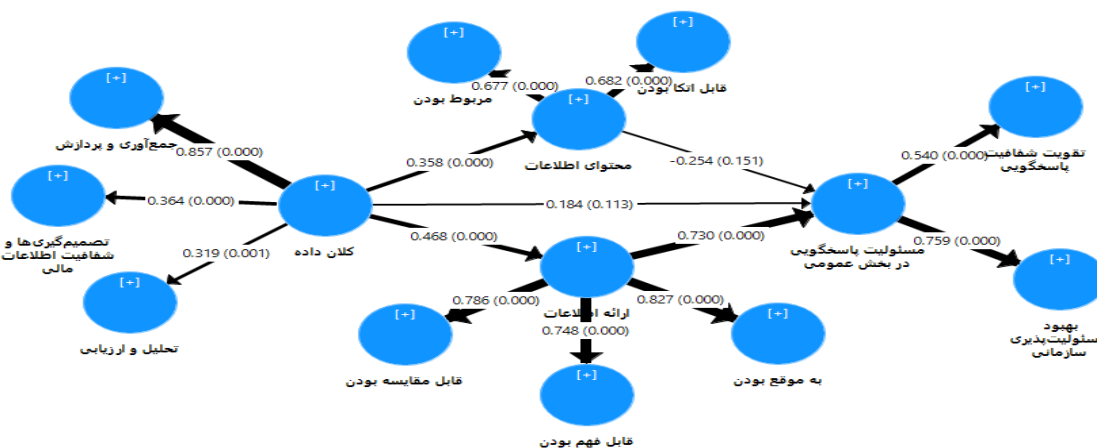 [+]
[+]
[+]
0.677 (0.000)
0.682 (0.000)
مربوط بودن
قابل اتکا بودن
[+]
[+]
[+]
0.857 (0.000)
جمع‌آوری و پردازش
0.540 (0.000)
تقویت شفافیت
پاسخگویی
0.358 (0.000)
محتوای اطلاعات
-0.254 (0.151)
[+]
0.364 (0.000)
[+]
0.184 (0.113)
[+]
تصمیم‌گیری‌ها و
شفافیت اطلاعات
مالی
0.319 (0.001)
کلان داده
0.468 (0.000)
0.730 (0.000)
مسئولیت پاسخگویی
در بخش عمومی
0.759 (0.000)
[+]
[+]
[+]
0.786 (0.000)
0.827 (0.000)
ارائه اطلاعات
0.748 (0.000)
[+]
[+]
تحلیل و ارزیابی
قابل مقایسه بودن
به موقع بودن
بهبود
سئولیت‌پذیری
سازمانی
[+]
قابل فهم بودن